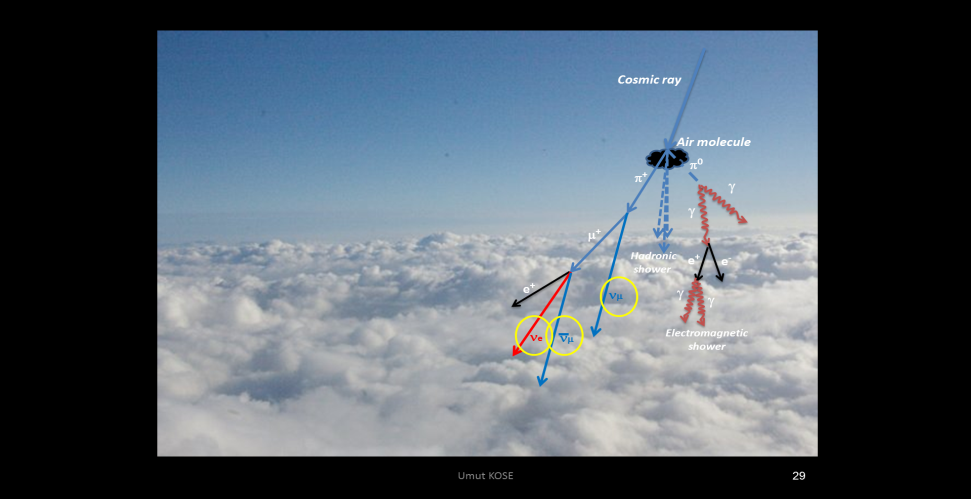 Cosmic ray
Air molecule
π⁰
π⁺
γ
γ
μ⁺
Hadronic
shower
e⁺
e⁻
e⁺
γ
γ
νμ
Electromagnetic
shower
νe
ν̅μ
Umut KOSE
29